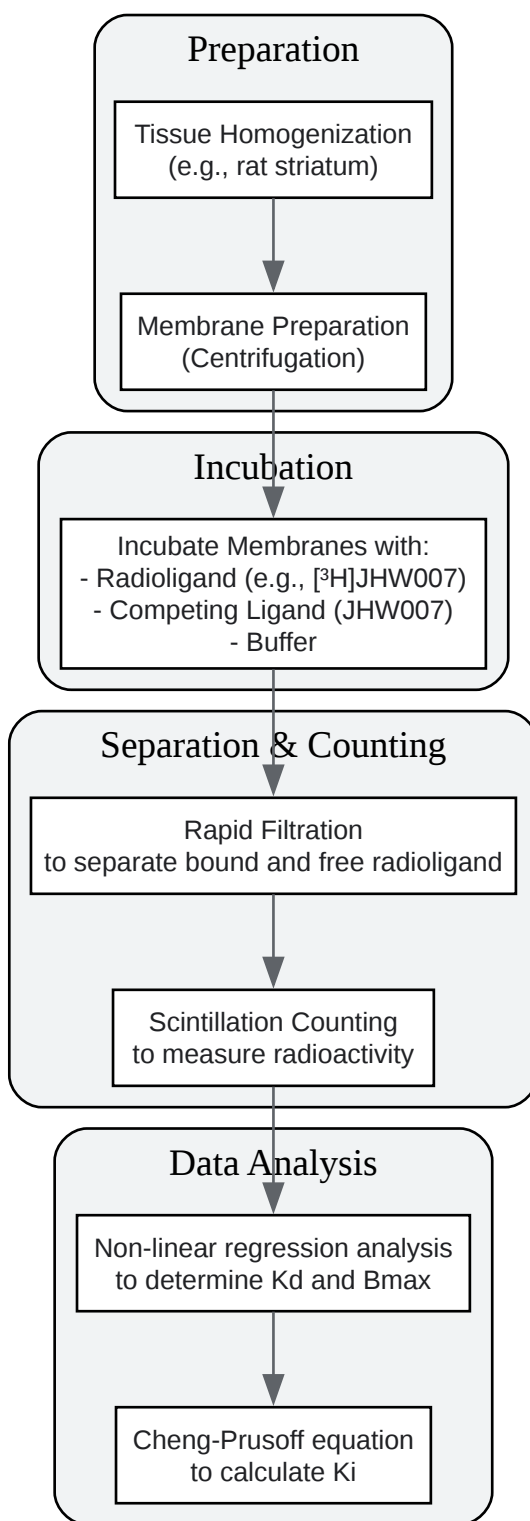 Preparation
Tissue Homogenization
(e.g., rat striatum)
Membrane Preparation
(Centrifugation)
Incubation
Incubate Membranes with:
- Radioligand (e.g., [³H]JHW007)
- Competing Ligand (JHW007)
- Buffer
Separation & Counting
Rapid Filtration
to separate bound and free radioligand
Scintillation Counting
to measure radioactivity
Data Analysis
Non-linear regression analysis
to determine Kd and Bmax
Cheng-Prusoff equation
to calculate Ki